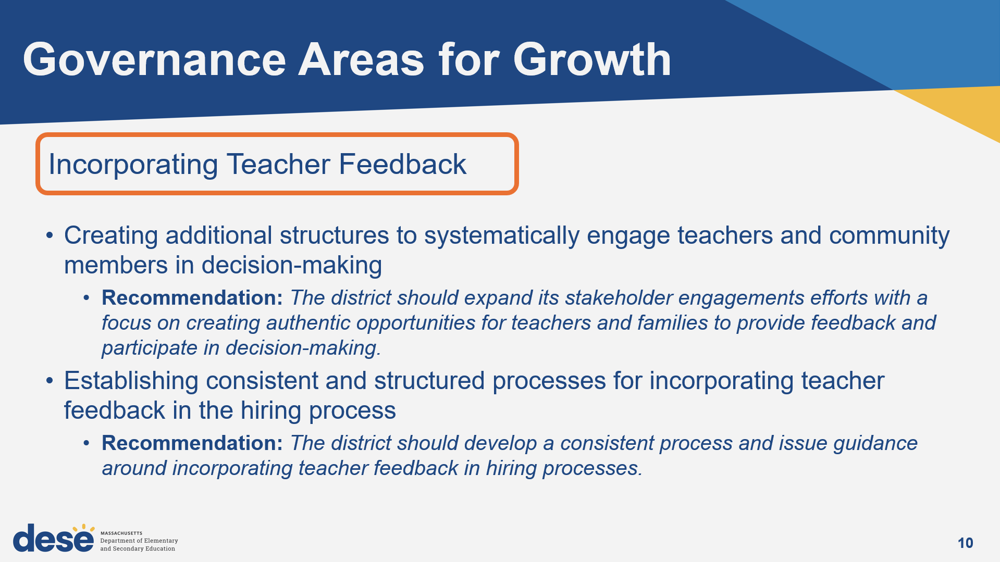 Governance Areas for Growth
Incorporating Teacher Feedback
• Creating additional structures to systematically engage teachers and community
members in decision-making
• Recommendation: The district should expand its stakeholder engagements efforts with a
focus on creating authentic opportunities for teachers and families to provide feedback and
participate in decision-making.
• Establishing consistent and structured processes for incorporating teacher
feedback in the hiring process
• Recommendation: The district should develop a consistent process and issue guidance
around incorporating teacher feedback in hiring processes.
dese
MASSACHUSETTS
Department of Elementary
and Secondary Education
10